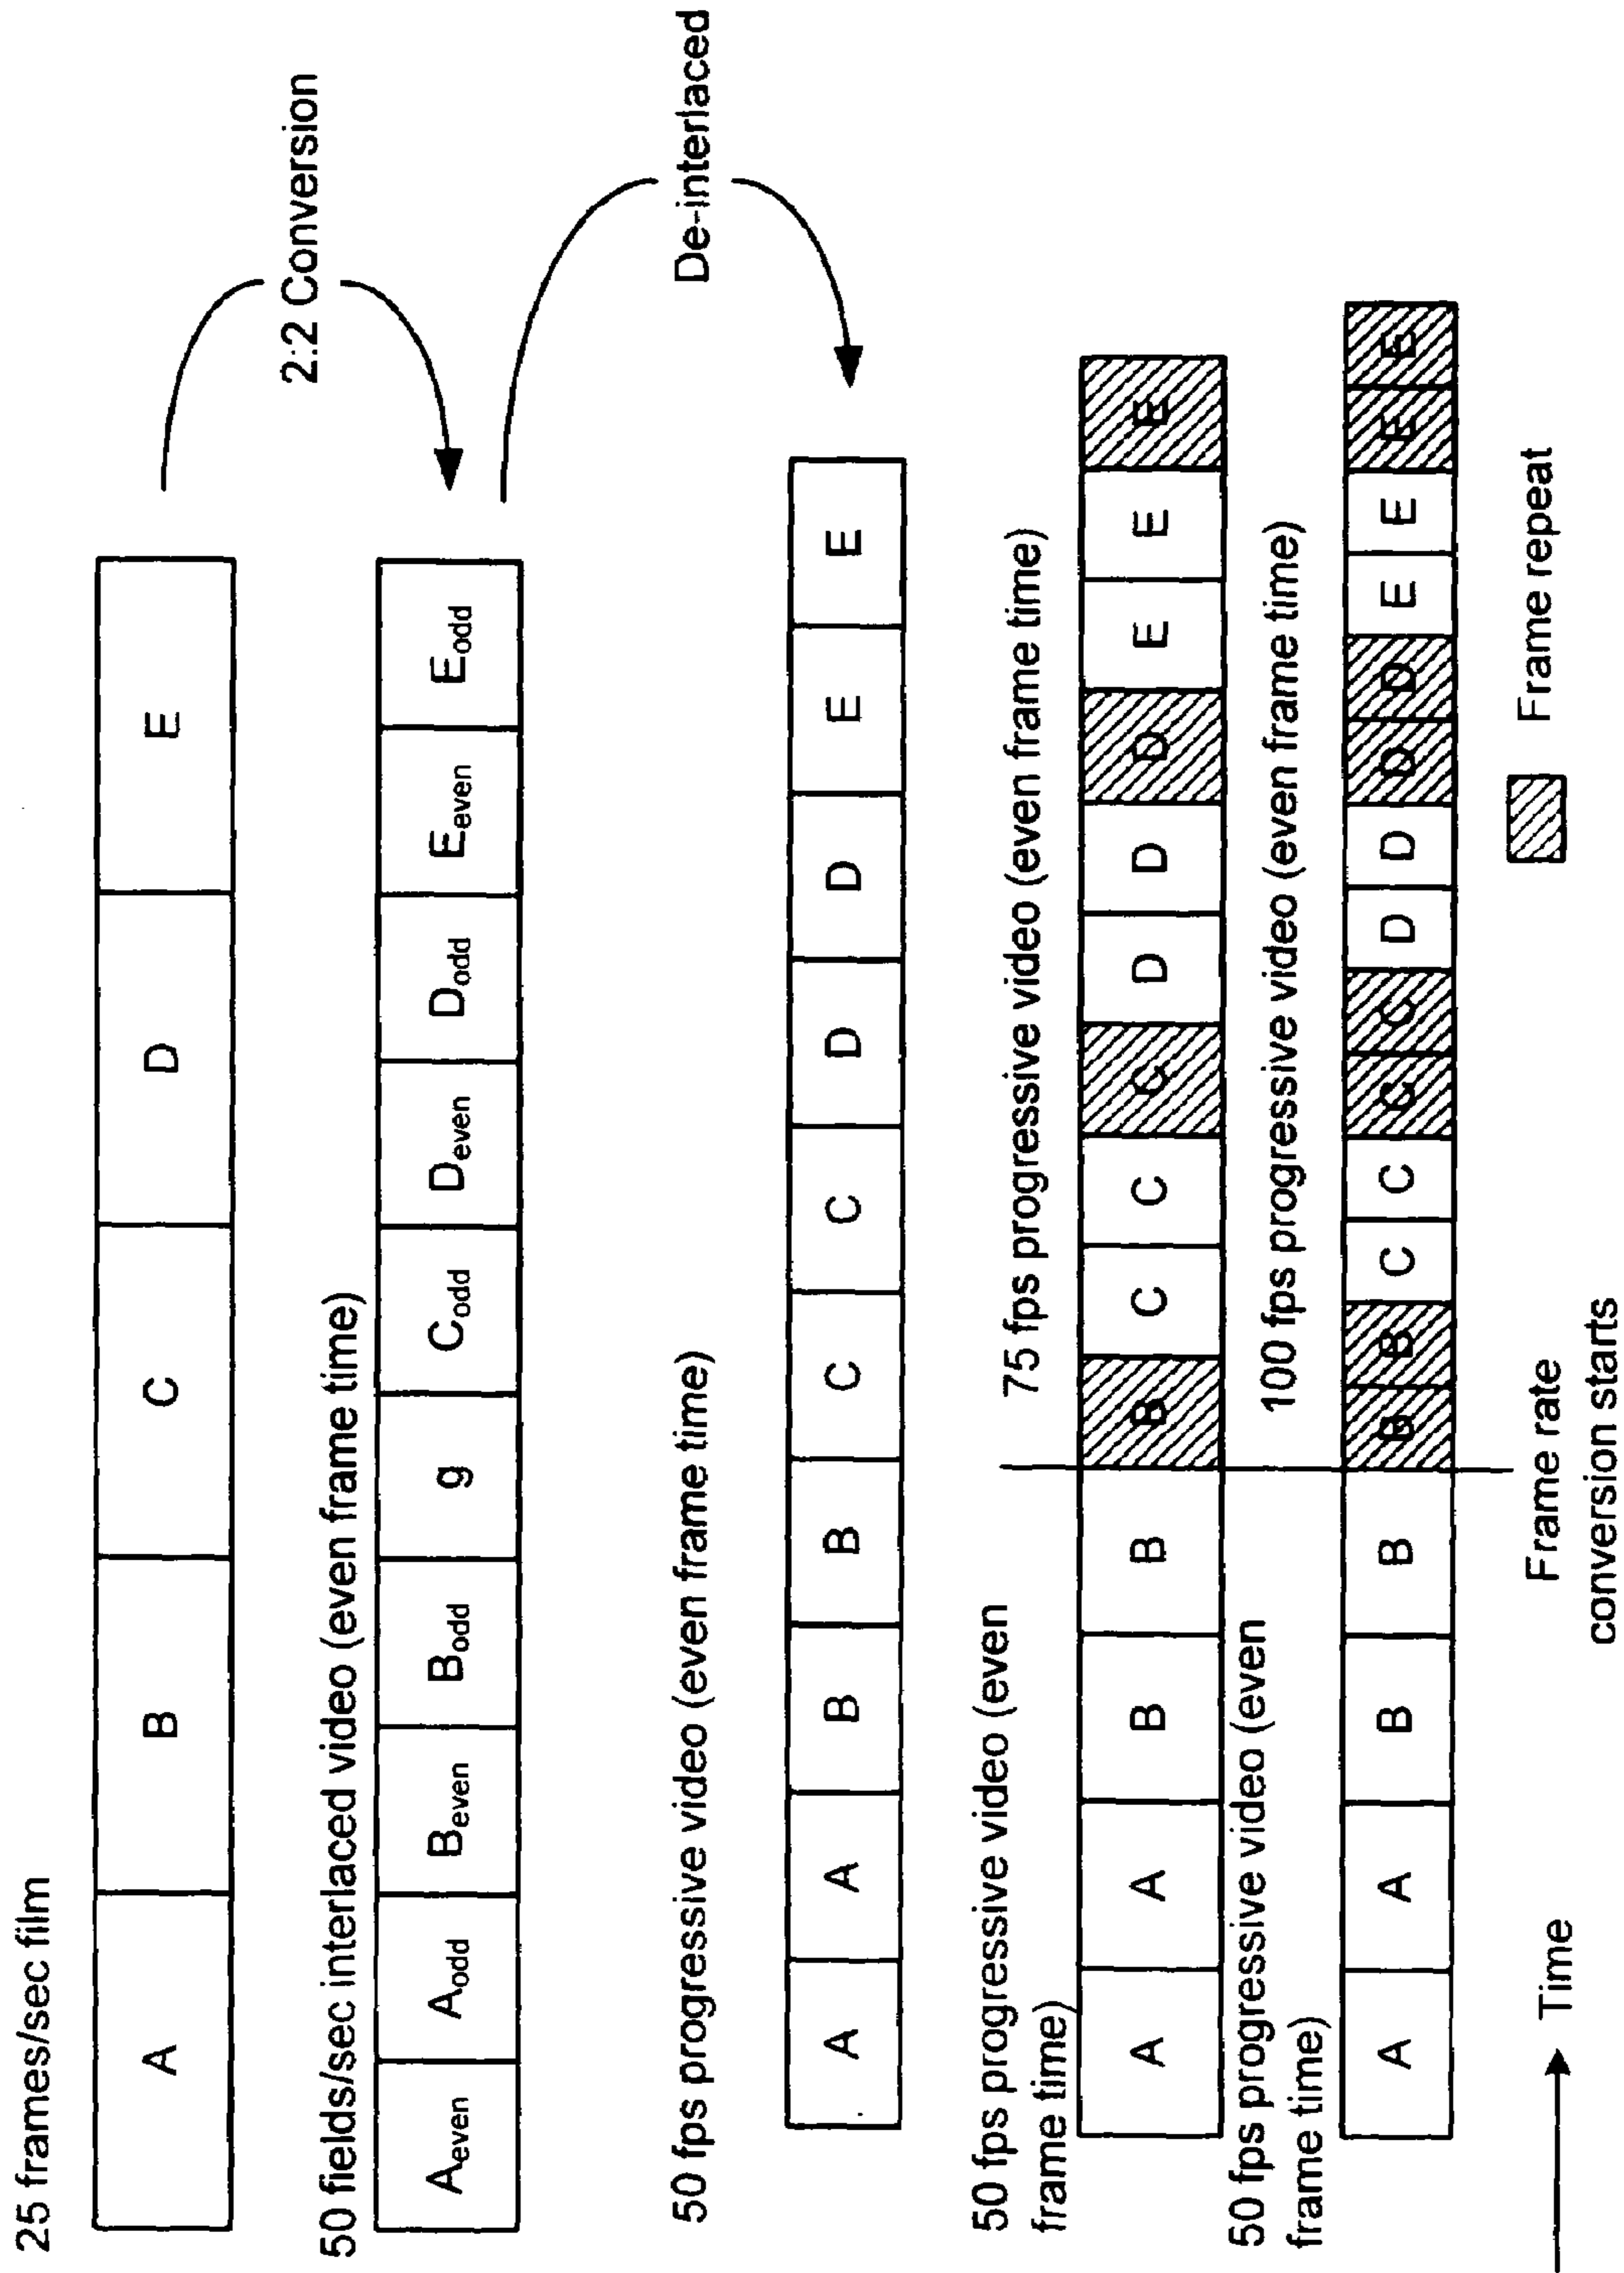 25 frames/sec film
A B C D E
2:2 Conversion
50 fields/sec interlaced video (even frame time)
Aeven Aodd Beven Bodd g Codd Deven Dodd Eeven Eodd
De-interlaced
50 fps progressive video (even frame time)
A A B B C C D D E E
50 fps progressive video (even
frame time)
75 fps progressive video (even frame time)
A A B B B C C C D D D E E E
50 fps progressive video (even
frame time)
100 fps progressive video (even frame time)
A A B B B B C C C C D D D D E E E E
Time
Frame rate
conversion starts
Frame repeat